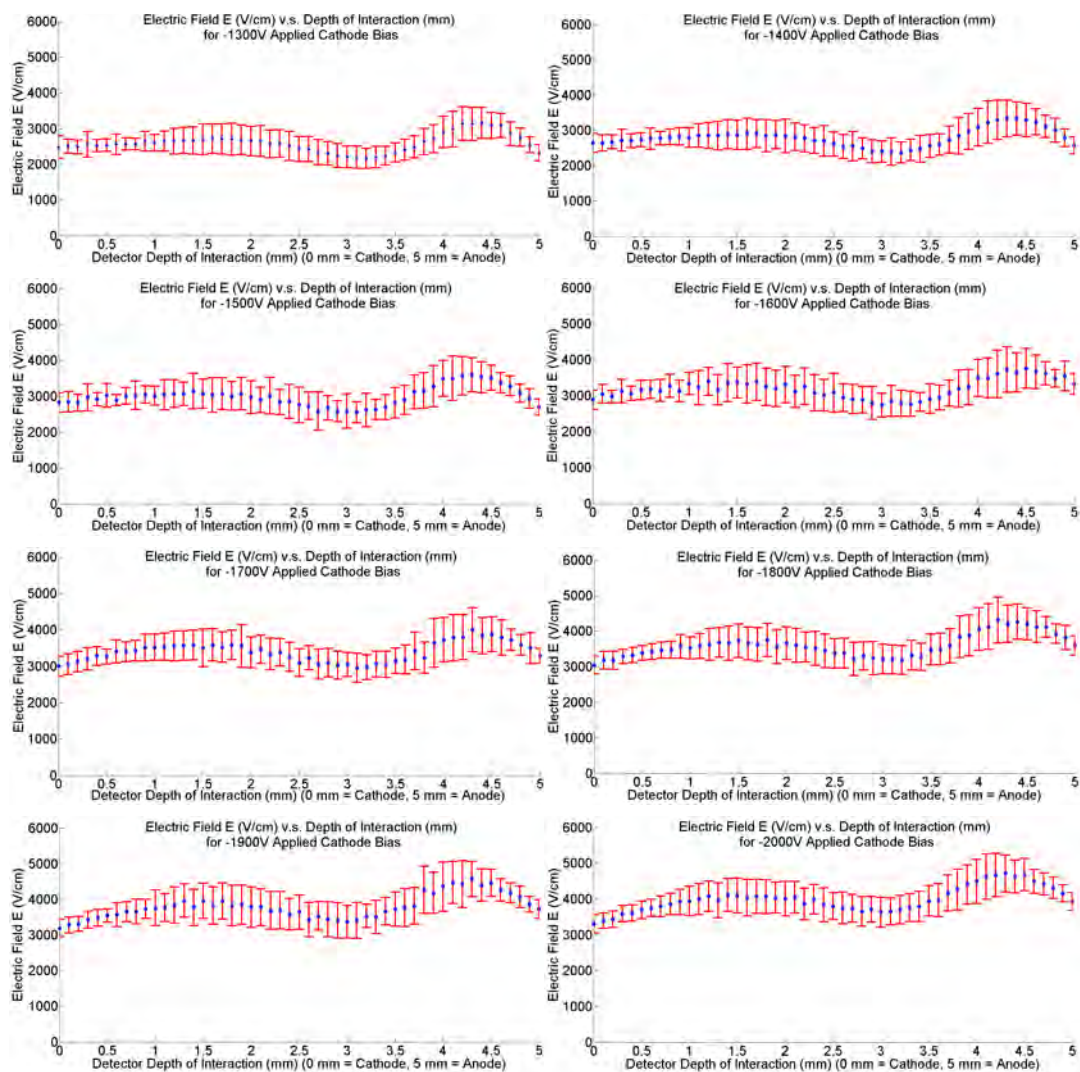 Electric Field E (V/cm) v.s. Depth of Interaction (mm)
for -1300V Applied Cathode Bias
Electric Field E (V/cm)
6000
5000
4000
3000
2000
1000
0
0 0.5 1 1.5 2 2.5 3 3.5 4 4.5 5
Detector Depth of Interaction (mm) (0 mm = Cathode, 5 mm = Anode)
Electric Field E (V/cm) v.s. Depth of Interaction (mm)
for -1400V Applied Cathode Bias
Electric Field E (V/cm)
6000
5000
4000
3000
2000
1000
0
0 0.5 1 1.5 2 2.5 3 3.5 4 4.5 5
Detector Depth of Interaction (mm) (0 mm = Cathode, 5 mm = Anode)
Electric Field E (V/cm) v.s. Depth of Interaction (mm)
for -1500V Applied Cathode Bias
Electric Field E (V/cm)
6000
5000
4000
3000
2000
1000
0
0 0.5 1 1.5 2 2.5 3 3.5 4 4.5 5
Detector Depth of Interaction (mm) (0 mm = Cathode, 5 mm = Anode)
Electric Field E (V/cm) v.s. Depth of Interaction (mm)
for -1600V Applied Cathode Bias
Electric Field E (V/cm)
6000
5000
4000
3000
2000
1000
0
0 0.5 1 1.5 2 2.5 3 3.5 4 4.5 5
Detector Depth of Interaction (mm) (0 mm = Cathode, 5 mm = Anode)
Electric Field E (V/cm) v.s. Depth of Interaction (mm)
for -1700V Applied Cathode Bias
Electric Field E (V/cm)
6000
5000
4000
3000
2000
1000
0
0 0.5 1 1.5 2 2.5 3 3.5 4 4.5 5
Detector Depth of Interaction (mm) (0 mm = Cathode, 5 mm = Anode)
Electric Field E (V/cm) v.s. Depth of Interaction (mm)
for -1800V Applied Cathode Bias
Electric Field E (V/cm)
6000
5000
4000
3000
2000
1000
0
0 0.5 1 1.5 2 2.5 3 3.5 4 4.5 5
Detector Depth of Interaction (mm) (0 mm = Cathode, 5 mm = Anode)
Electric Field E (V/cm) v.s. Depth of Interaction (mm)
for -1900V Applied Cathode Bias
Electric Field E (V/cm)
6000
5000
4000
3000
2000
1000
0
0 0.5 1 1.5 2 2.5 3 3.5 4 4.5 5
Detector Depth of Interaction (mm) (0 mm = Cathode, 5 mm = Anode)
Electric Field E (V/cm) v.s. Depth of Interaction (mm)
for -2000V Applied Cathode Bias
Electric Field E (V/cm)
6000
5000
4000
3000
2000
1000
0
0 0.5 1 1.5 2 2.5 3 3.5 4 4.5 5
Detector Depth of Interaction (mm) (0 mm = Cathode, 5 mm = Anode)